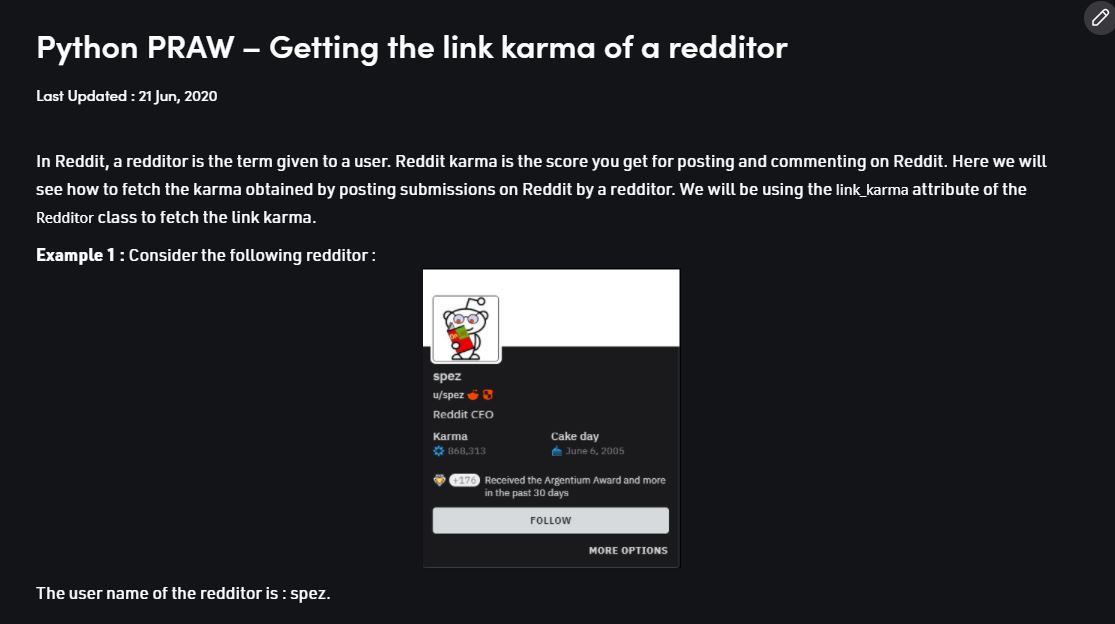 Python PRAW – Getting the link karma of a redditor
Last Updated : 21 Jun, 2020
In Reddit, a redditor is the term given to a user. Reddit karma is the score you get for posting and commenting on Reddit. Here we will
see how to fetch the karma obtained by posting submissions on Reddit by a redditor. We will be using the link_karma attribute of the
Redditor class to fetch the link karma.
Example 1 : Consider the following redditor :
spez
u/spez
Reddit CEO
Karma Cake day
868,313 June 6, 2005
+176 Received the Argentium Award and more
in the past 30 days
FOLLOW
MORE OPTIONS
The user name of the redditor is : spez.